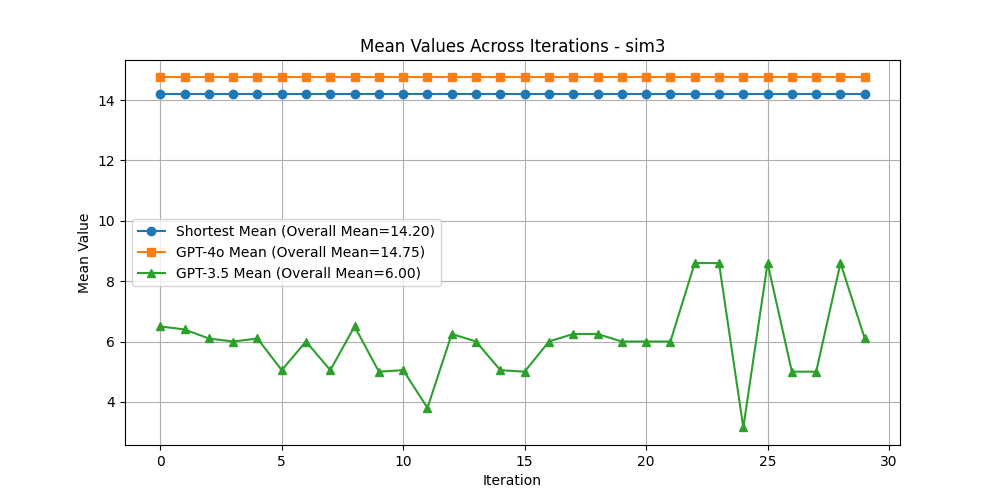 Mean Values Across Iterations - sim3
14
12
10
8
6
4
Mean Value
Shortest Mean (Overall Mean=14.20)
GPT-4o Mean (Overall Mean=14.75)
GPT-3.5 Mean (Overall Mean=6.00)
0 5 10 15 20 25 30
Iteration